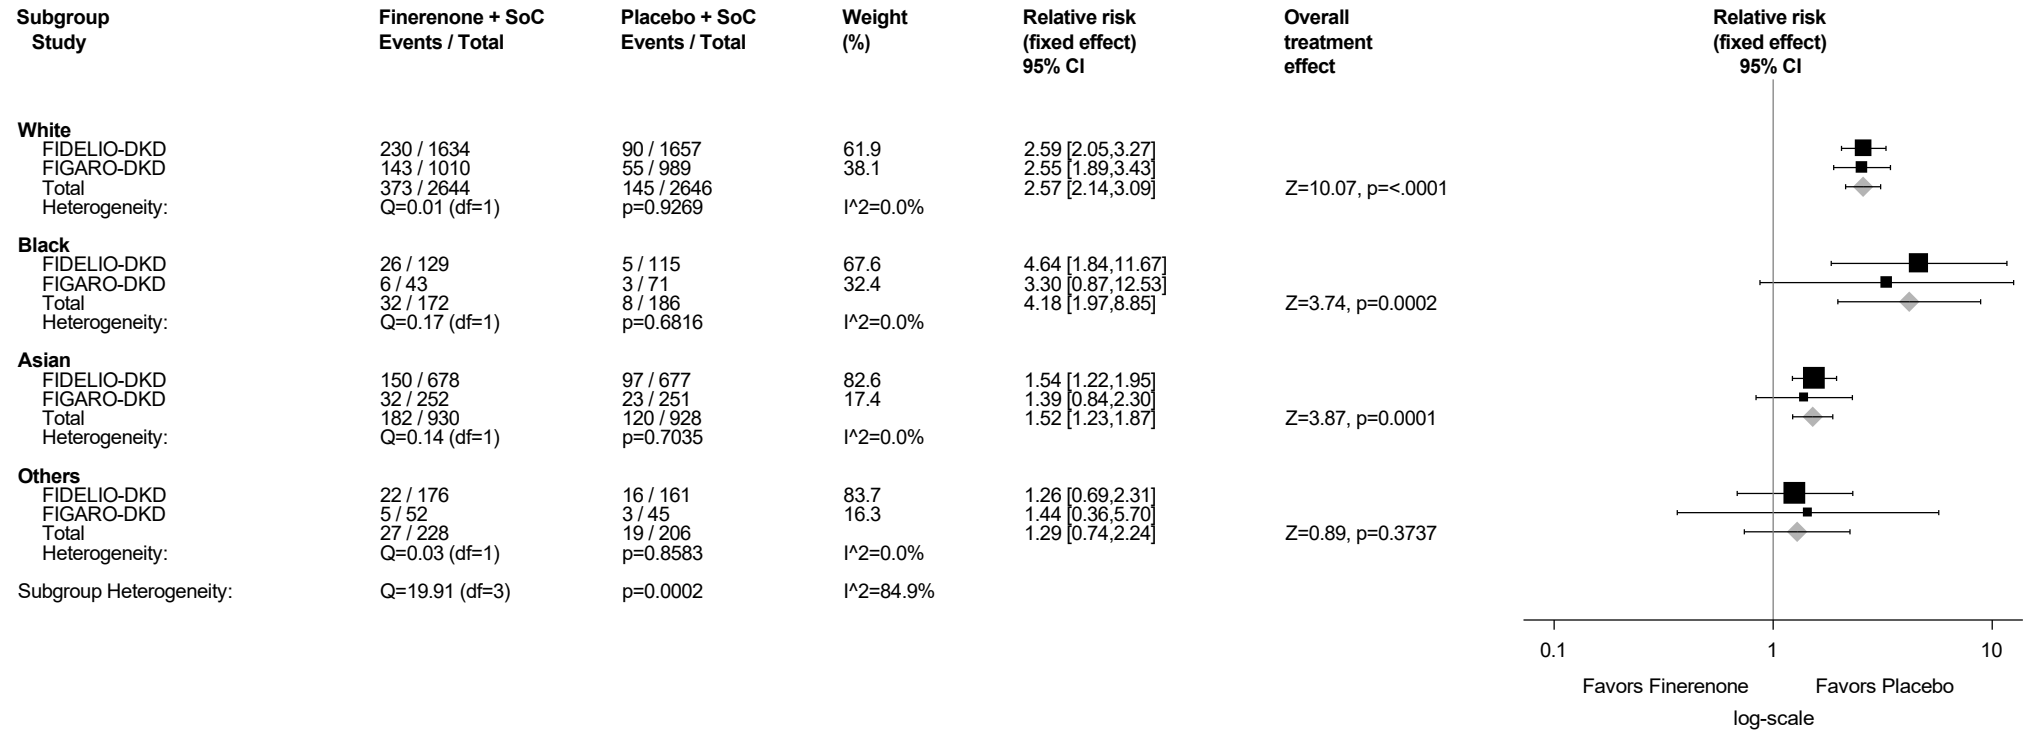 Subgroup Finerenone + SoC Placebo + SoC Weight Relative risk Overall Relative risk
Study Events / Total Events / Total (%) (fixed effect) treatment (fixed effect)
95% CI effect 95% CI
White
FIDELIO-DKD 230 / 1634 90 / 1657 61.9 2.59 [2.05,3.27]
FIGARO-DKD 143 / 1010 55 / 989 38.1 2.55 [1.89,3.43]
Total 373 / 2644 145 / 2646 2.57 [2.14,3.09] Z=10.07, p=<.0001
Heterogeneity: Q=0.01 (df=1) p=0.9269 I^2=0.0%
Black
FIDELIO-DKD 26 / 129 5 / 115 67.6 4.64 [1.84,11.67]
FIGARO-DKD 6 / 43 3 / 71 32.4 3.30 [0.87,12.53]
Total 32 / 172 8 / 186 4.18 [1.97,8.85] Z=3.74, p=0.0002
Heterogeneity: Q=0.17 (df=1) p=0.6816 I^2=0.0%
Asian
FIDELIO-DKD 150 / 678 97 / 677 82.6 1.54 [1.22,1.95]
FIGARO-DKD 32 / 252 23 / 251 17.4 1.39 [0.84,2.30]
Total 182 / 930 120 / 928 1.52 [1.23,1.87] Z=3.87, p=0.0001
Heterogeneity: Q=0.14 (df=1) p=0.7035 I^2=0.0%
Others
FIDELIO-DKD 22 / 176 16 / 161 83.7 1.26 [0.69,2.31]
FIGARO-DKD 5 / 52 3 / 45 16.3 1.44 [0.36,5.70]
Total 27 / 228 19 / 206 1.29 [0.74,2.24] Z=0.89, p=0.3737
Heterogeneity: Q=0.03 (df=1) p=0.8583 I^2=0.0%
Subgroup Heterogeneity: Q=19.91 (df=3) p=0.0002 I^2=84.9%
0.1 1 10
Favors Finerenone Favors Placebo
log-scale